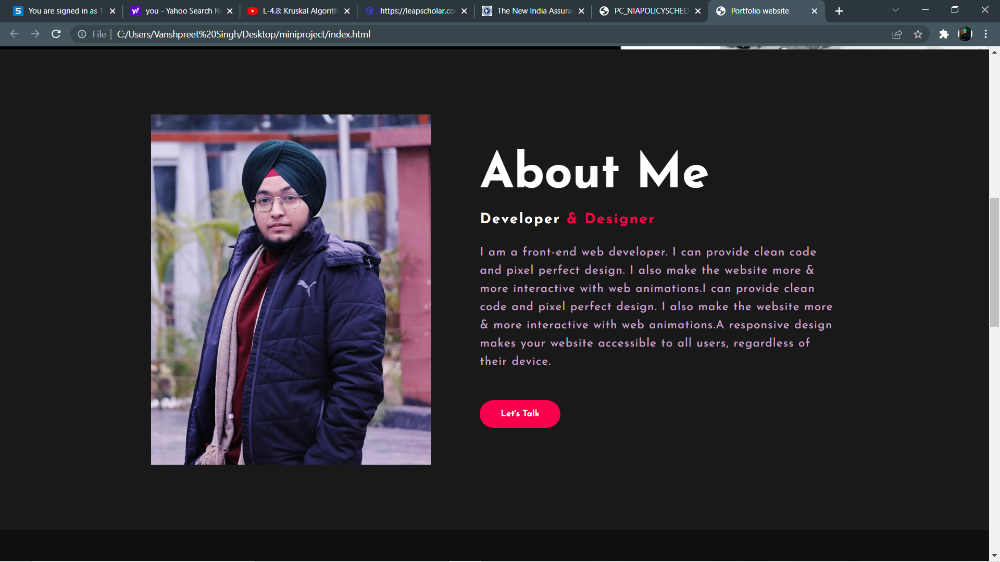 You are signed in as 1
you - Yahoo Search Re
L-4.8: Kruskal Algorith
https://leapscholar.co
The New India Assura
PC_NIAPOLICYSCHED
Portfolio website
File
C:/Users/Vanshpreet%20Singh/Desktop/miniproject/index.html
About Me
Developer & Designer
I am a front-end web developer. I can provide clean code
and pixel perfect design. I also make the website more &
more interactive with web animations.I can provide clean
code and pixel perfect design. I also make the website more
& more interactive with web animations.A responsive design
makes your website accessible to all users, regardless of
their device.
Let's Talk